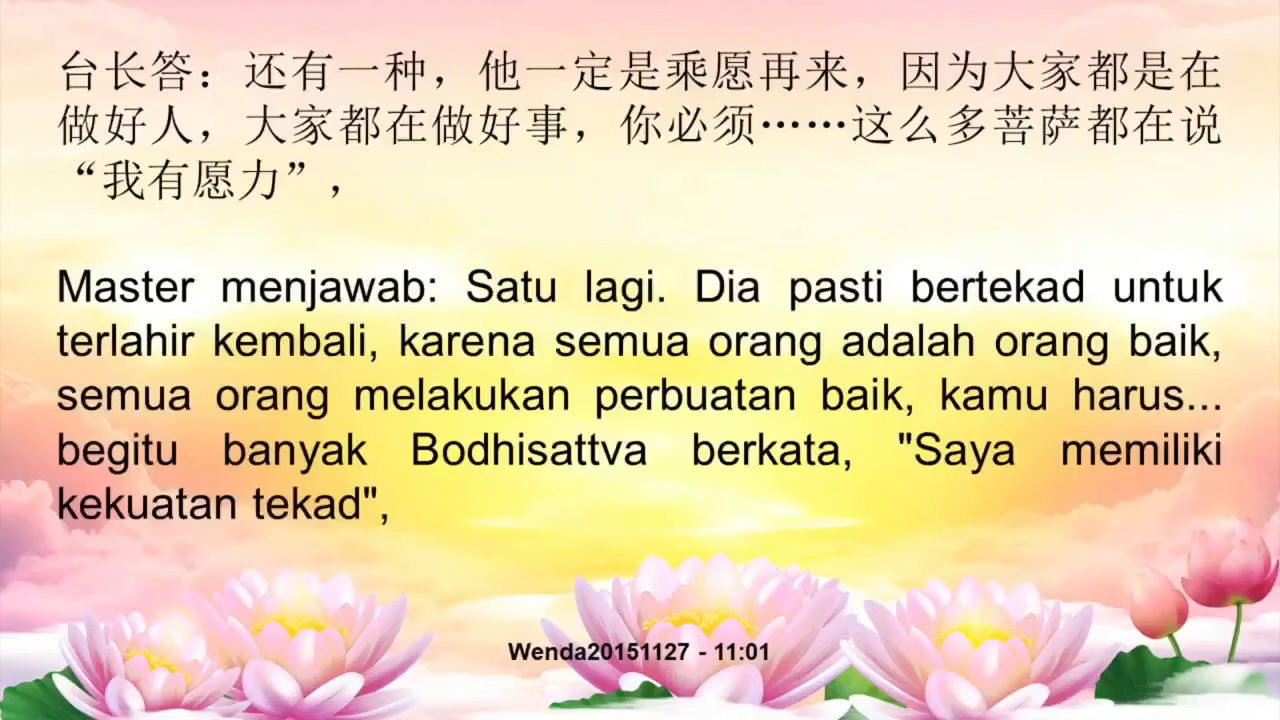 台长答：还有一种，他一定是乘愿再来，因为大家都是在
做好人，大家都在做好事，你必须……这么多菩萨都在说
“我有愿力”，
Master menjawab: Satu lagi. Dia pasti bertekad untuk
terlahir kembali, karena semua orang adalah orang baik,
semua orang melakukan perbuatan baik, kamu harus...
begitu banyak Bodhisattva berkata, "Saya memiliki
kekuatan tekad",
Wenda20151127 - 11:01